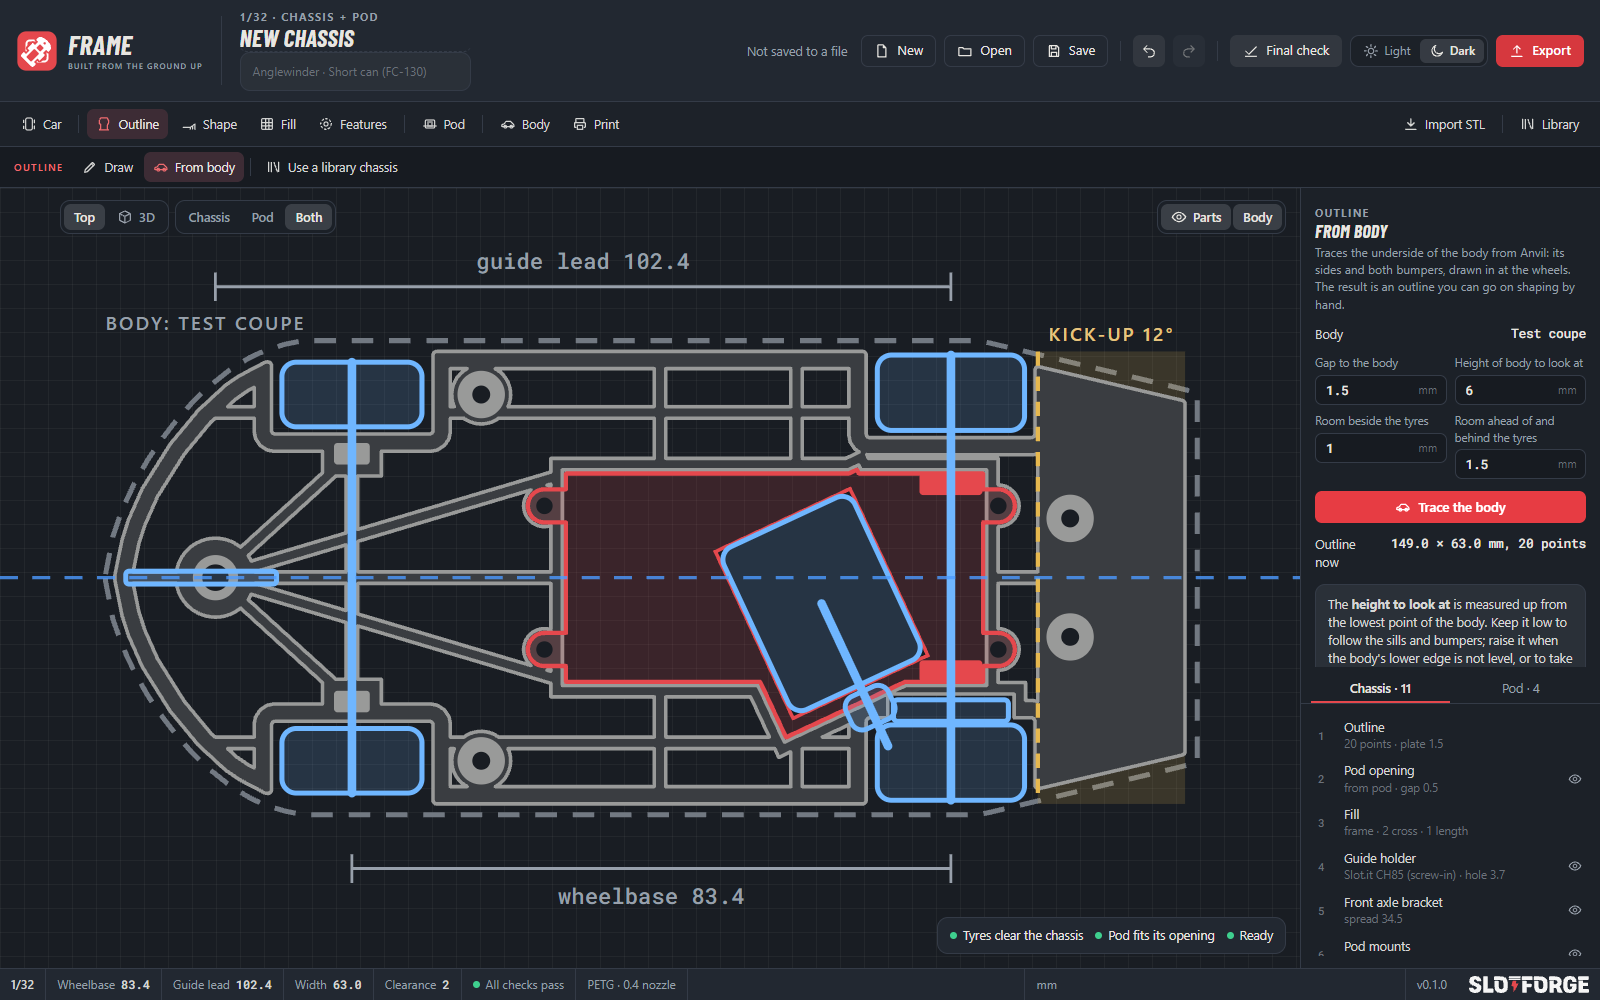 1/32 · CHASSIS + POD
FRAME
BUILT FROM THE GROUND UP
NEW CHASSIS
Anglewinder · Short can (FC-130)
Not saved to a file
New
Open
Save
Final check
Light
Dark
Export
Car
Outline
Shape
Fill
Features
Pod
Body
Print
Import STL
Library
OUTLINE
Draw
From body
Use a library chassis
Top
3D
Chassis
Pod
Both
Parts
Body
guide lead 102.4
BODY: TEST COUPE
KICK-UP 12°
wheelbase 83.4
Tyres clear the chassis
Pod fits its opening
Ready
OUTLINE
FROM BODY
Traces the underside of the body from Anvil: its
sides and both bumpers, drawn in at the wheels.
The result is an outline you can go on shaping by
hand.
Body
Test coupe
Gap to the body
Height of body to look at
1.5 mm
6 mm
Room beside the tyres
Room ahead of and
behind the tyres
1 mm
1.5 mm
Trace the body
Outline
now
149.0 × 63.0 mm, 20 points
The height to look at is measured up from
the lowest point of the body. Keep it low to
follow the sills and bumpers; raise it when
the body's lower edge is not level, or to take
Chassis · 11
Pod · 4
1
Outline
20 points · plate 1.5
2
Pod opening
from pod · gap 0.5
3
Fill
frame · 2 cross · 1 length
4
Guide holder
Slot.it CH85 (screw-in) · hole 3.7
5
Front axle bracket
spread 34.5
6
Pod mounts
1/32
Wheelbase 83.4
Guide lead 102.4
Width 63.0
Clearance 2
All checks pass
PETG · 0.4 nozzle
mm
v0.1.0
SLOTFORGE